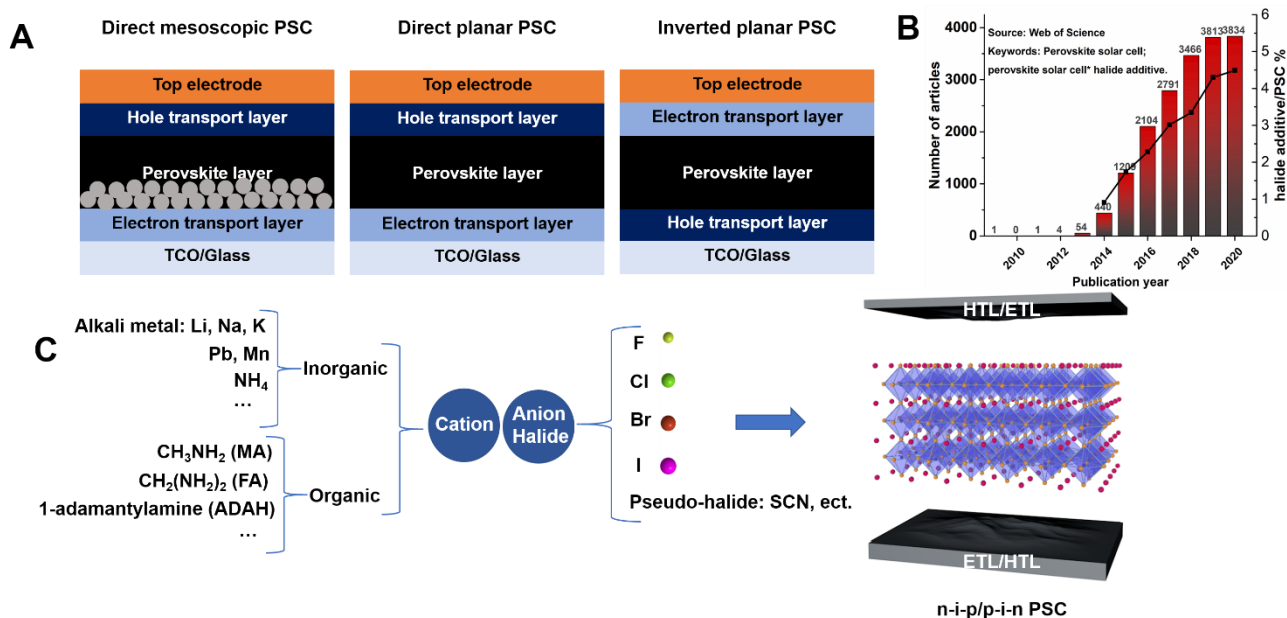 A
Direct mesoscopic PSC
Top electrode
Hole transport layer
Perovskite layer
Electron transport layer
TCO/Glass
Direct planar PSC
Top electrode
Hole transport layer
Perovskite layer
Electron transport layer
TCO/Glass
Inverted planar PSC
Top electrode
Electron transport layer
Perovskite layer
Hole transport layer
TCO/Glass
B
Number of articles
4000
3000
2000
1000
0
Source: Web of Science
Keywords: Perovskite solar cell;
perovskite solar cell* halide additive.
1
0
1
4
54
440
1209
2104
2791
3466
3813
3834
6
5
4
3
2
1
0
halide additive/PSC %
2010
2012
2014
2016
2018
2020
Publication year
C
Alkali metal: Li, Na, K
Pb, Mn
NH4
…
Inorganic
CH3NH2 (MA)
CH2(NH2)2 (FA)
1-adamantylamine (ADAH)
…
Organic
Cation
Anion
Halide
F
Cl
Br
I
Pseudo-halide: SCN, ect.
HTL/ETL
ETL/HTL
n-i-p/p-i-n PSC